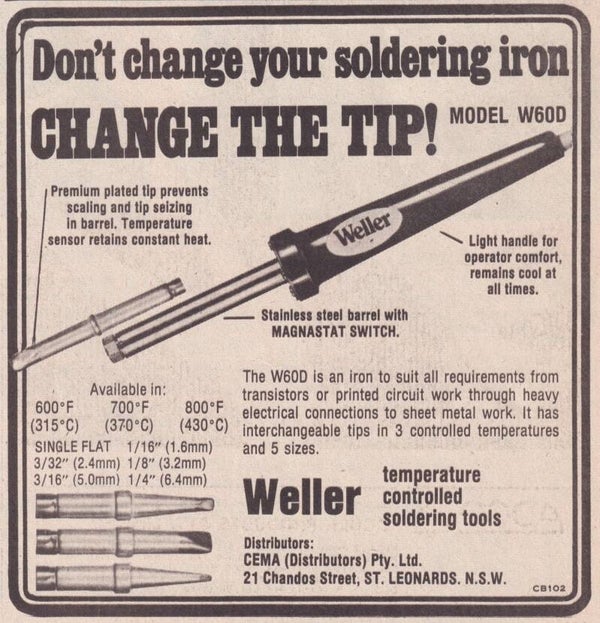 Don't change your soldering iron
CHANGE THE TIP!
MODEL W60D
Premium plated tip prevents
scaling and tip seizing
in barrel. Temperature
sensor retains constant heat.
Weller
Light handle for
operator comfort,
remains cool at
all times.
Stainless steel barrel with
MAGNASTAT SWITCH.
Available in:
600°F 700°F 800°F
(315°C) (370°C) (430°C)
SINGLE FLAT 1/16" (1.6mm)
3/32" (2.4mm) 1/8" (3.2mm)
3/16" (5.0mm) 1/4" (6.4mm)
The W60D is an iron to suit all requirements from
transistors or printed circuit work through heavy
electrical connections to sheet metal work. It has
interchangeable tips in 3 controlled temperatures
and 5 sizes.
Weller
temperature
controlled
soldering tools
Distributors:
CEMA (Distributors) Pty. Ltd.
21 Chandos Street, ST. LEONARDS. N.S.W.
CB102